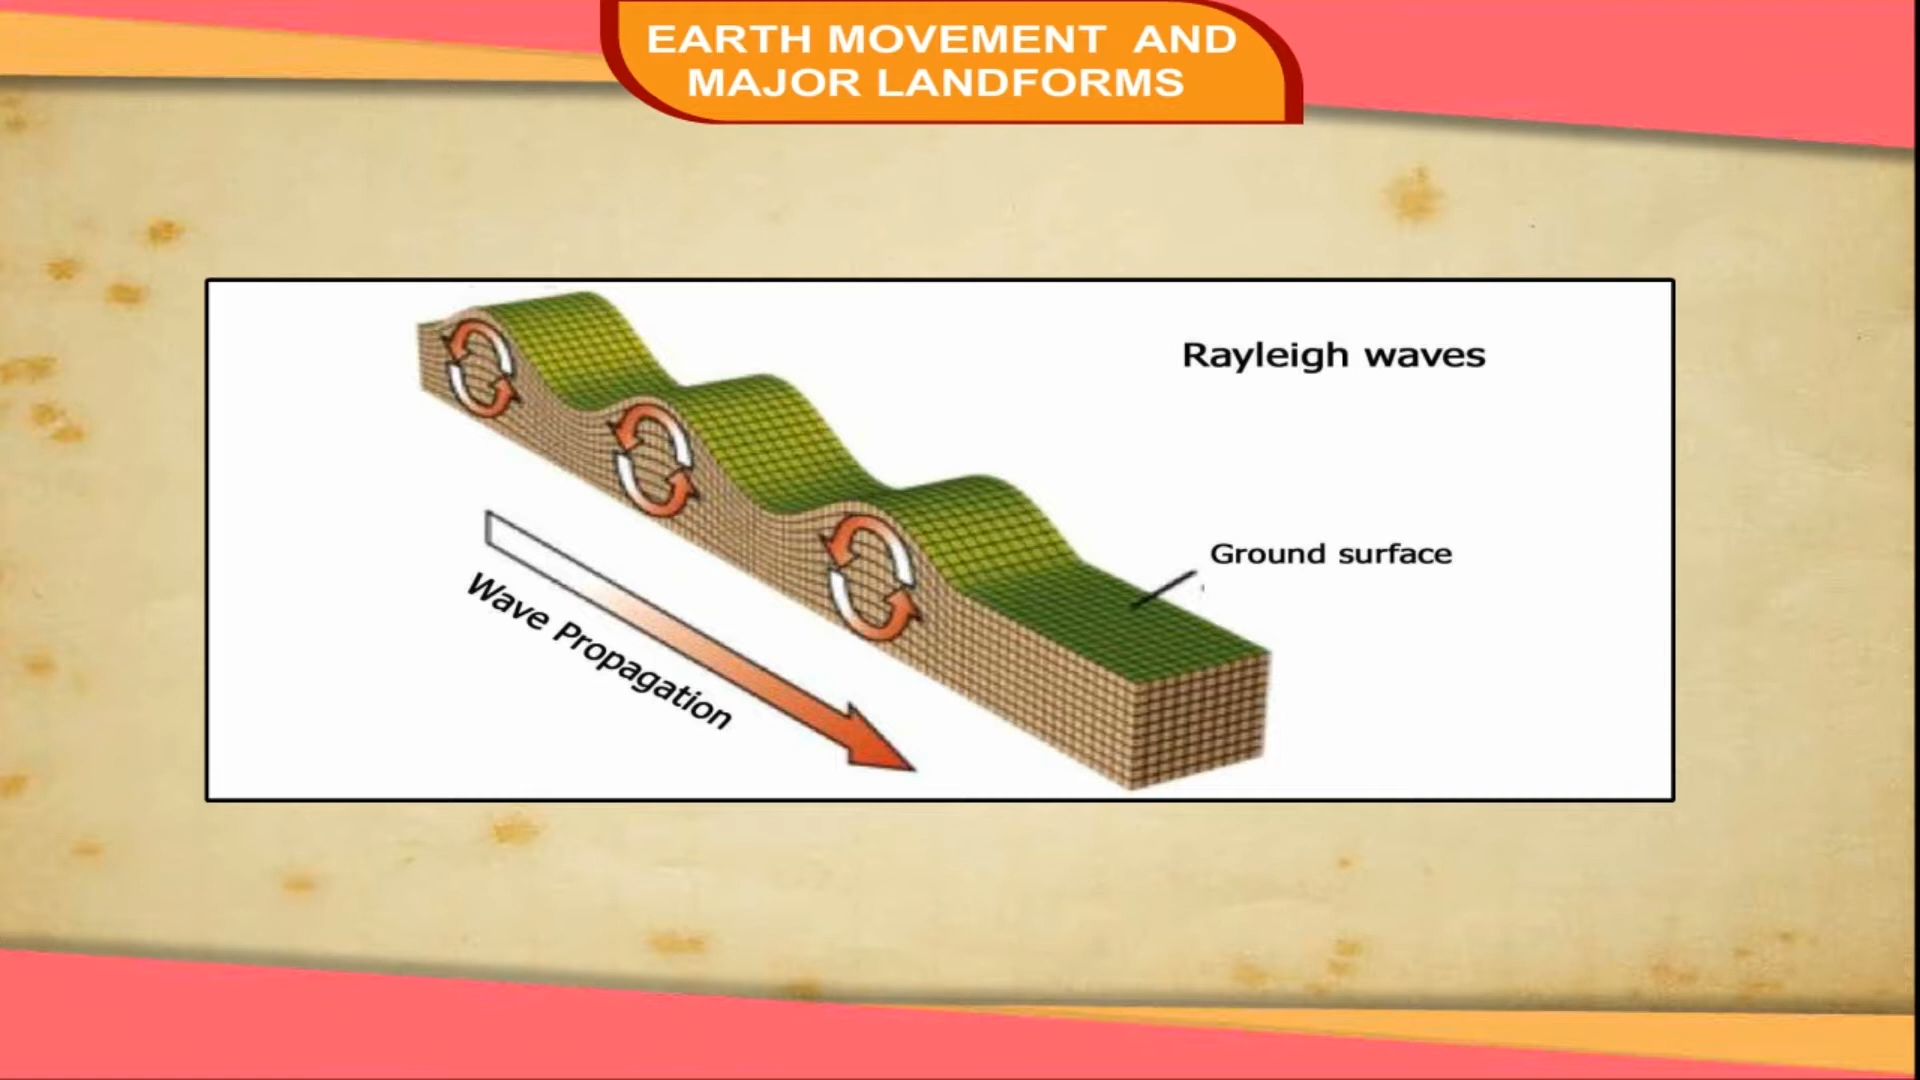 EARTH MOVEMENT AND
MAJOR LANDFORMS
Rayleigh waves
Ground surface
Wave Propagation